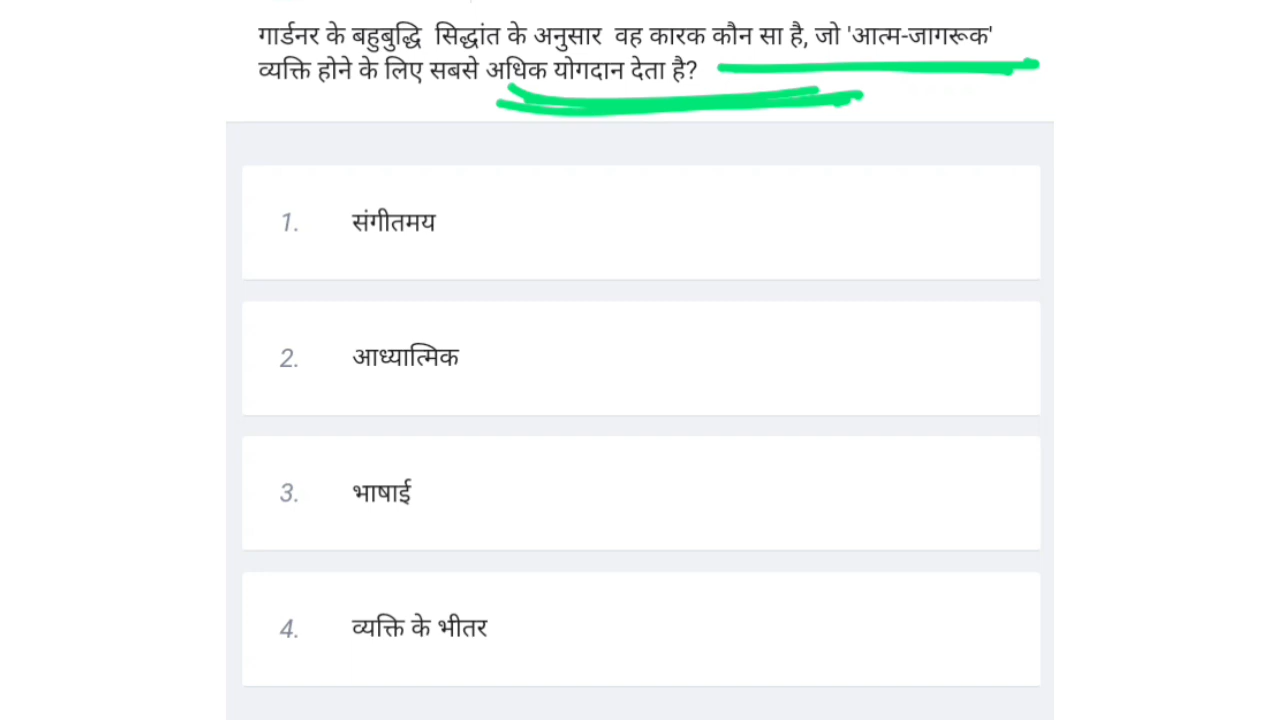 गार्डनर के बहुबुद्धि सिद्धांत के अनुसार वह कारक कौन सा है, जो 'आत्म-जागरूक'
व्यक्ति होने के लिए सबसे अधिक योगदान देता है?
1. संगीतमय
2. आध्यात्मिक
3. भाषाई
4. व्यक्ति के भीतर